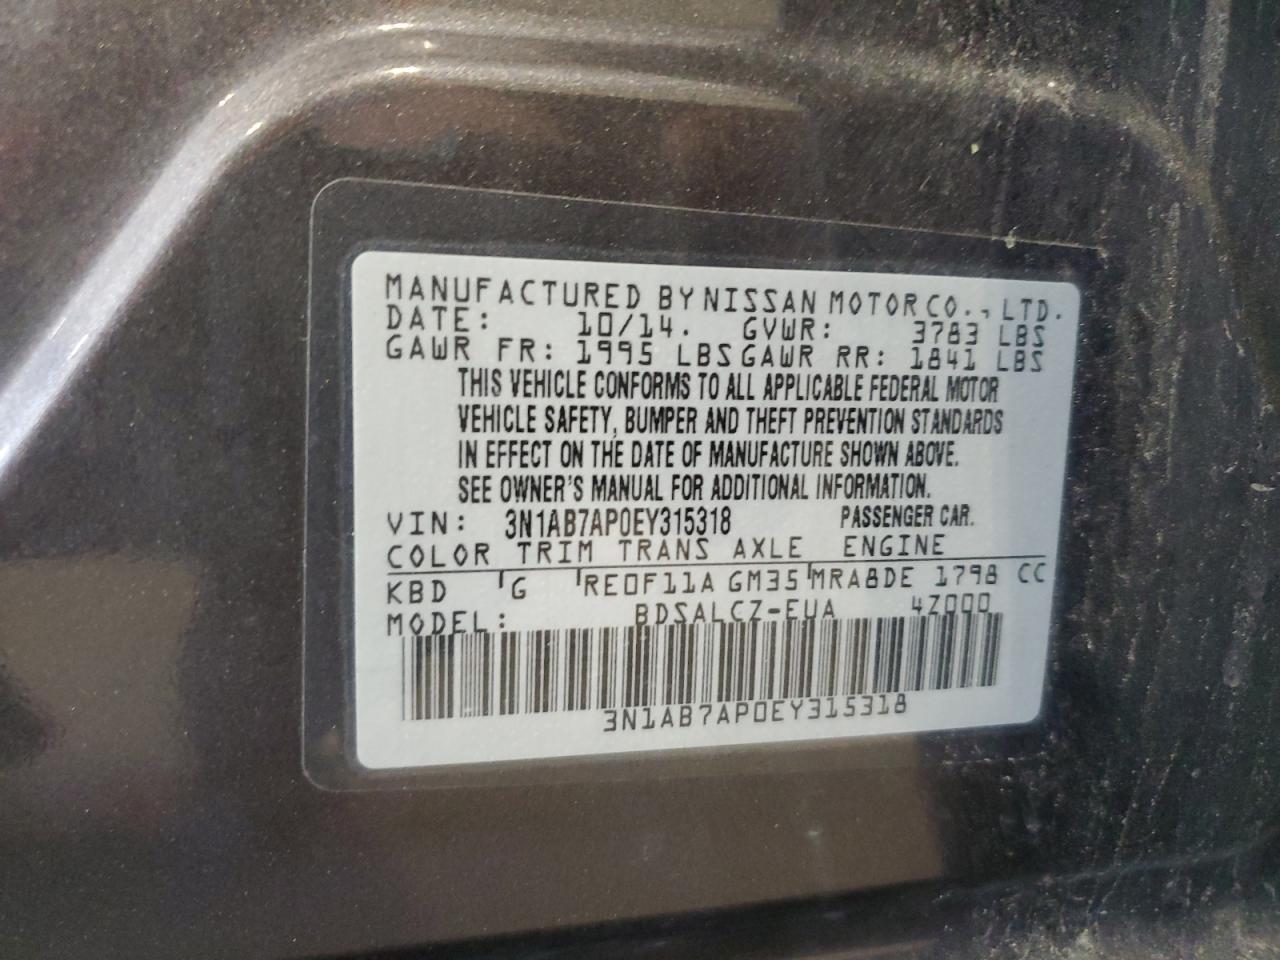 MANUFACTURED BY NISSAN MOTOR CO., LTD.
DATE: 10/14. GVWR: 3783 LBS
GAWR FR: 1995 LBS GAWR RR: 1841 LBS
THIS VEHICLE CONFORMS TO ALL APPLICABLE FEDERAL MOTOR
VEHICLE SAFETY, BUMPER AND THEFT PREVENTION STANDARDS
IN EFFECT ON THE DATE OF MANUFACTURE SHOWN ABOVE.
SEE OWNER'S MANUAL FOR ADDITIONAL INFORMATION.
VIN: 3N1AB7AP0EY315318 PASSENGER CAR.
COLOR TRIM TRANS AXLE ENGINE
KBD G RE0F11A GM35 MRA8DE 1798 CC
MODEL: BDSALCZ-EUA 4Z000
3N1AB7AP0EY315318